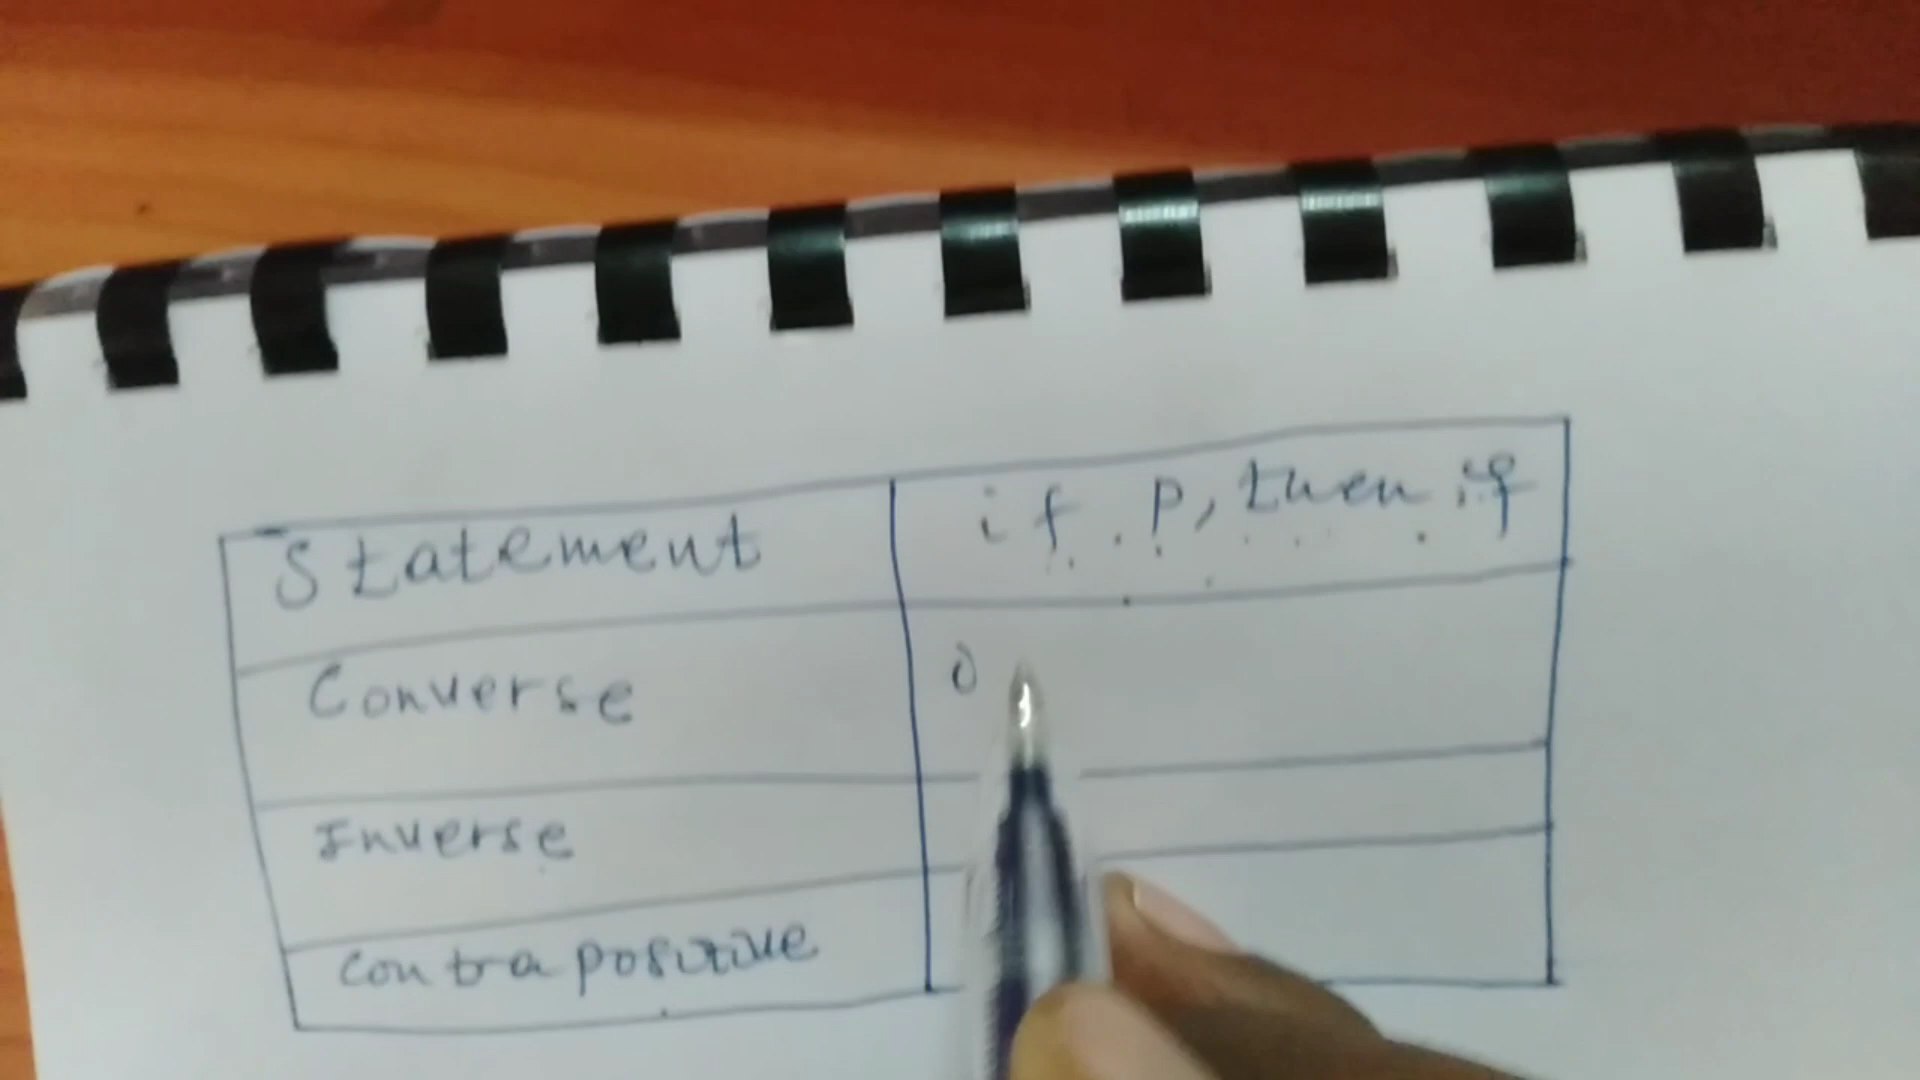 Statement if P, then q
Converse
Inverse
Contrapositive